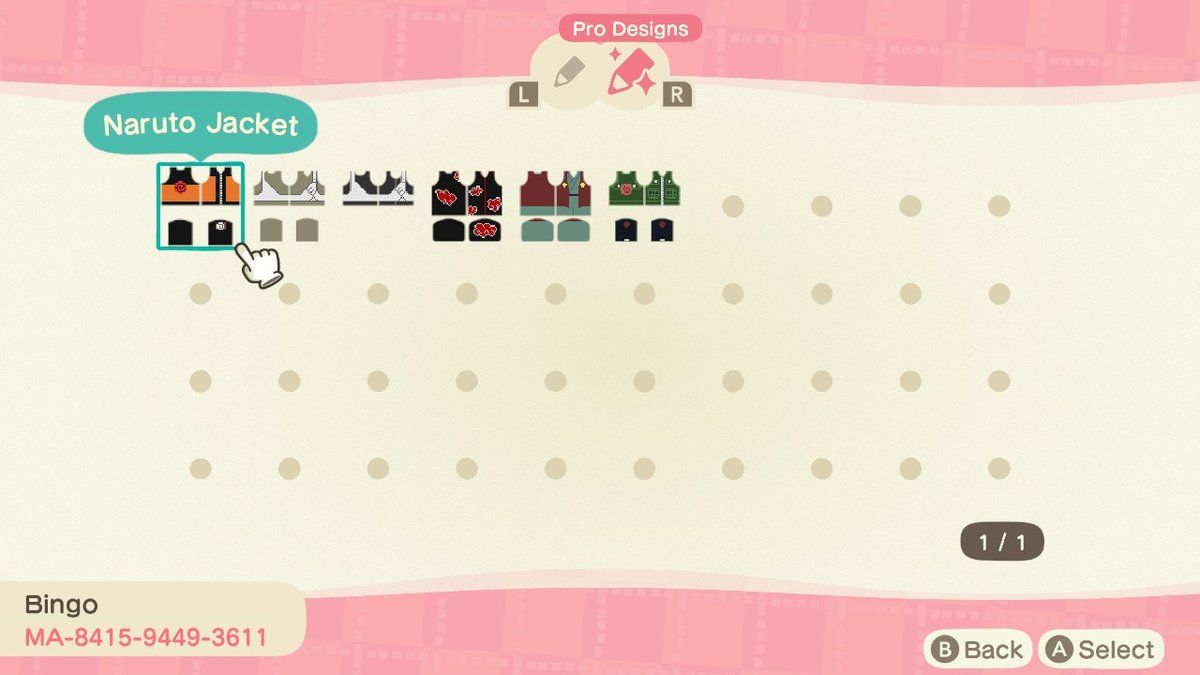 Pro Designs
L
R
Naruto Jacket
1 / 1
Bingo
MA-8415-9449-3611
B Back
A Select